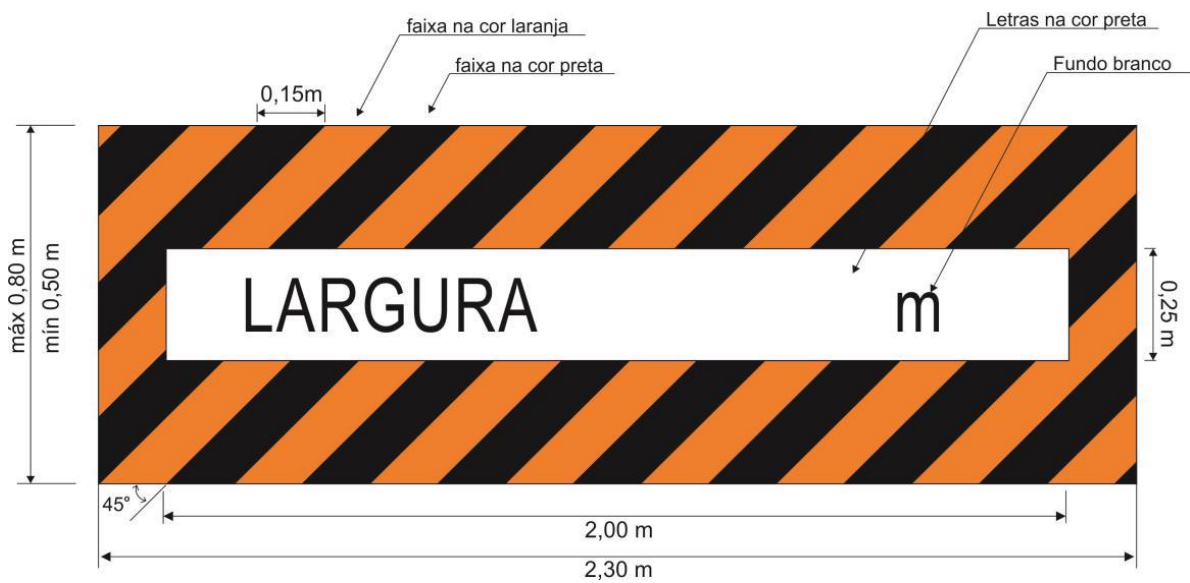 faixa na cor laranja
Letras na cor preta
faixa na cor preta
Fundo branco
0,15m
máx 0,80 m
mín 0,50 m
LARGURA m
0,25 m
45º
2,00 m
2,30 m